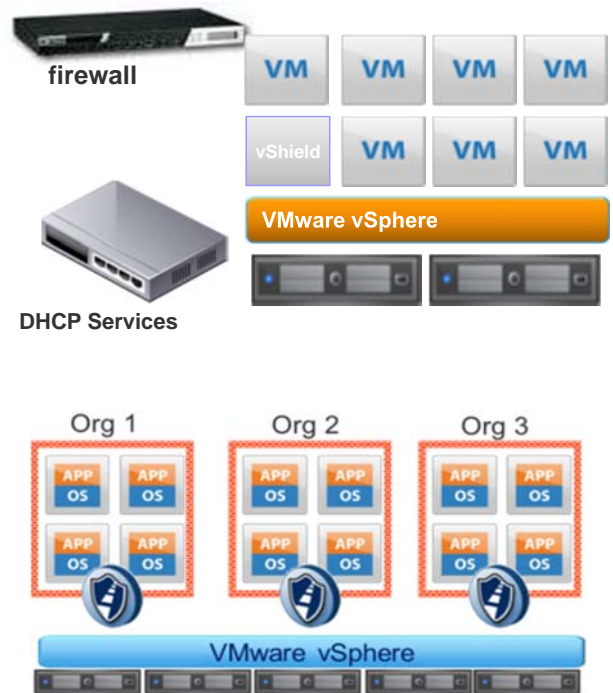 firewall
VM VM VM VM
vShield VM VM VM
VMware vSphere
DHCP Services
Org 1 Org 2 Org 3
APP APP APP APP APP APP
OS OS OS OS OS OS
APP APP APP APP APP APP
OS OS OS OS OS OS
VMware vSphere